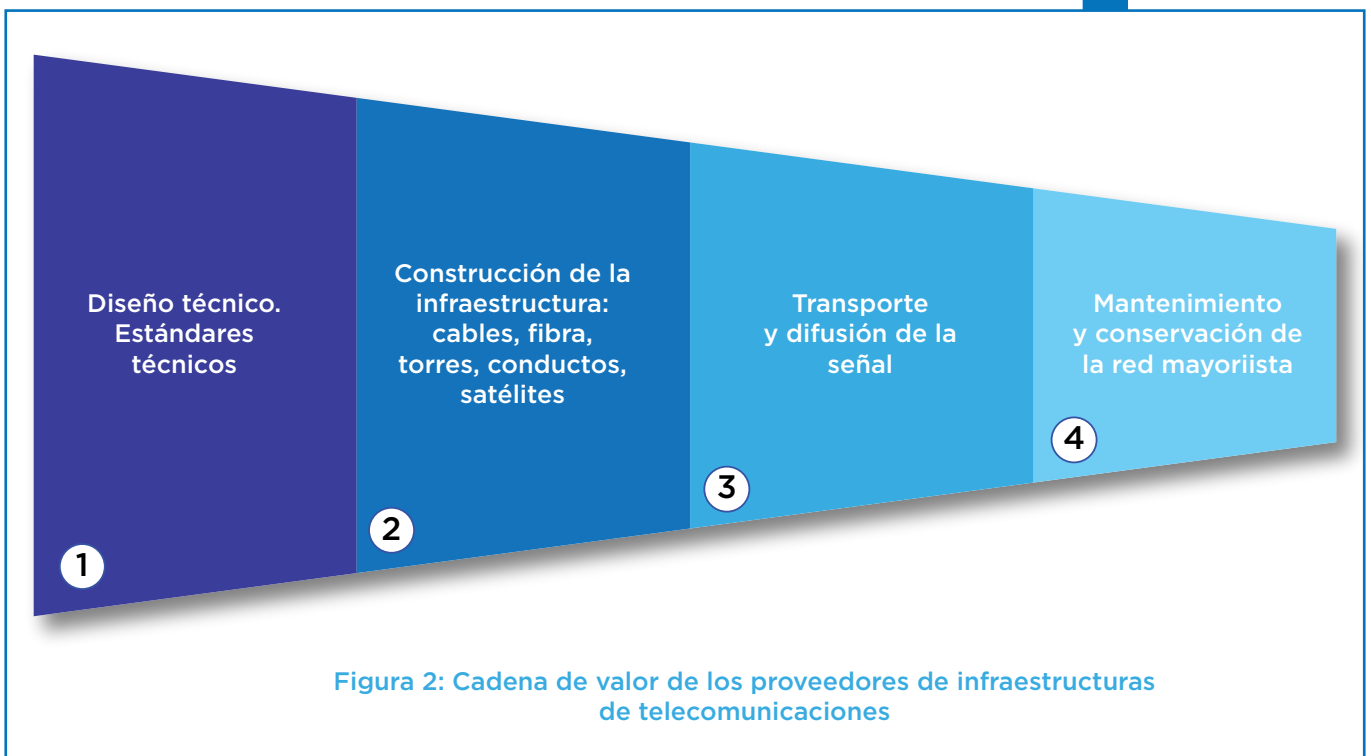 Diseño técnico.
Estándares
técnicos
1
Construcción de la
infraestructura:
cables, fibra,
torres, conductos,
satélites
2
Transporte
y difusión de la
señal
3
Mantenimiento
y conservación de
la red mayoriista
4
Figura 2: Cadena de valor de los proveedores de infraestructuras
de telecomunicaciones